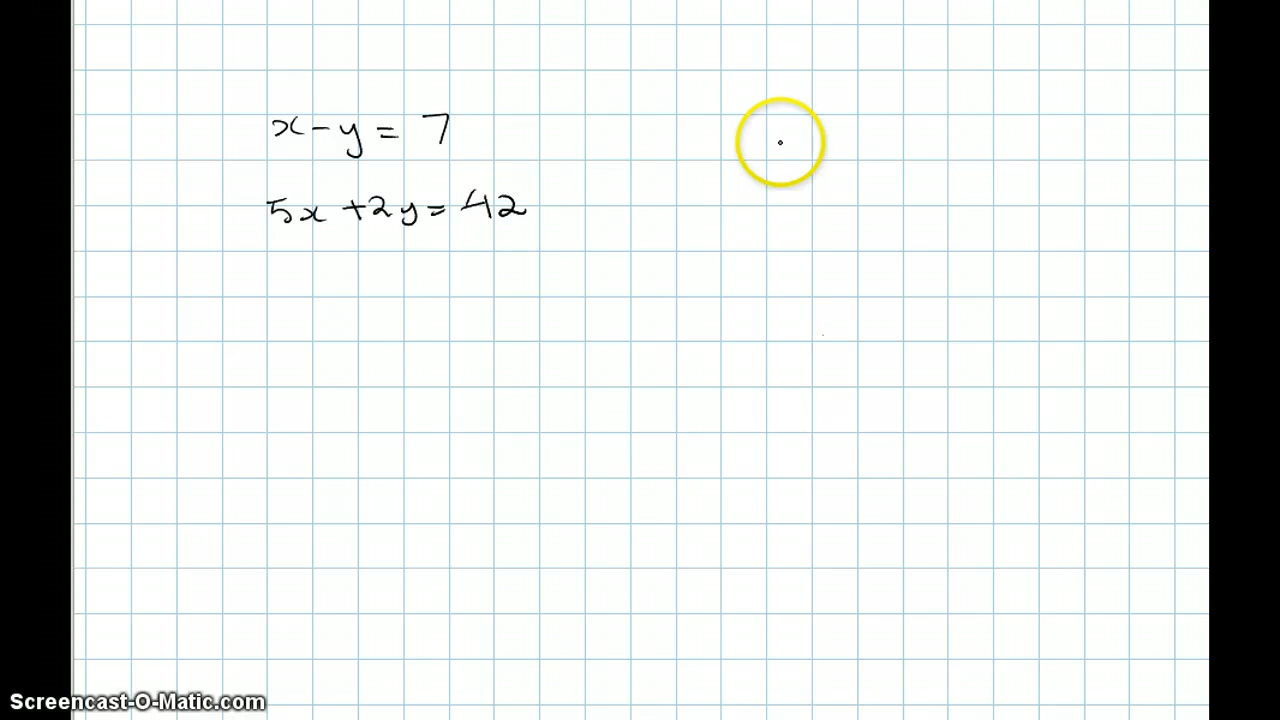 x - y = 7
5x + 2y = 42
Screencast-O-Matic.com